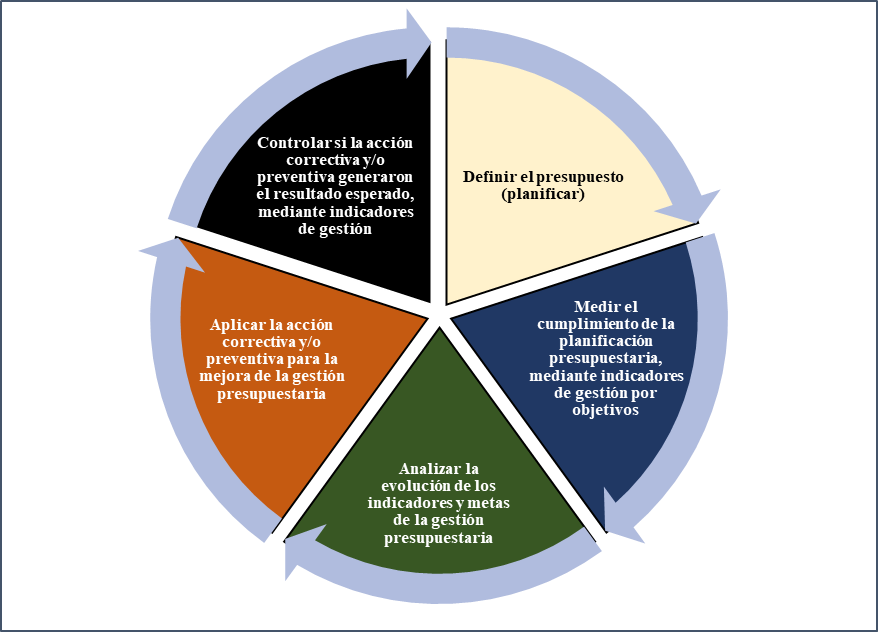 Definir el presupuesto
(planificar)
Medir el
cumplimiento de la
planificación
presupuestaria,
mediante indicadores
de gestión por
objetivos
Analizar la
evolución de los
indicadores y metas
de la gestión
presupuestaria
Aplicar la acción
correctiva y/o
preventiva para la
mejora de la gestión
presupuestaria
Controlar si la acción
correctiva y/o
preventiva generaron
el resultado esperado,
mediante indicadores
de gestión